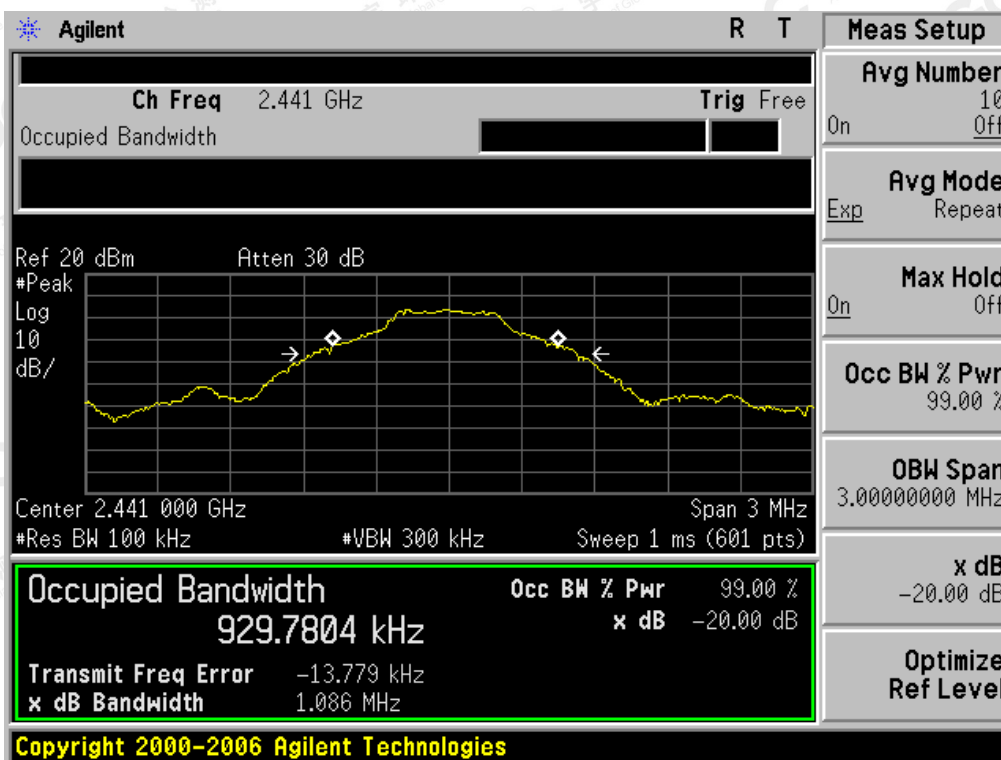 Agilent R T
Ch Freq 2.441 GHz Trig Free
Occupied Bandwidth
Ref 20 dBm Atten 30 dB
#Peak
Log
10
dB/
Center 2.441 000 GHz Span 3 MHz
#Res BW 100 kHz #VBW 300 kHz Sweep 1 ms (601 pts)
Occupied Bandwidth Occ BW % Pwr 99.00 %
929.7804 kHz x dB -20.00 dB
Transmit Freq Error -13.779 kHz
x dB Bandwidth 1.086 MHz
Copyright 2000-2006 Agilent Technologies
Meas Setup
Avg Number
10
On Off
Avg Mode
Exp Repeat
Max Hold
On Off
Occ BW % Pwr
99.00 %
OBW Span
3.00000000 MHz
x dB
-20.00 dB
Optimize
Ref Level